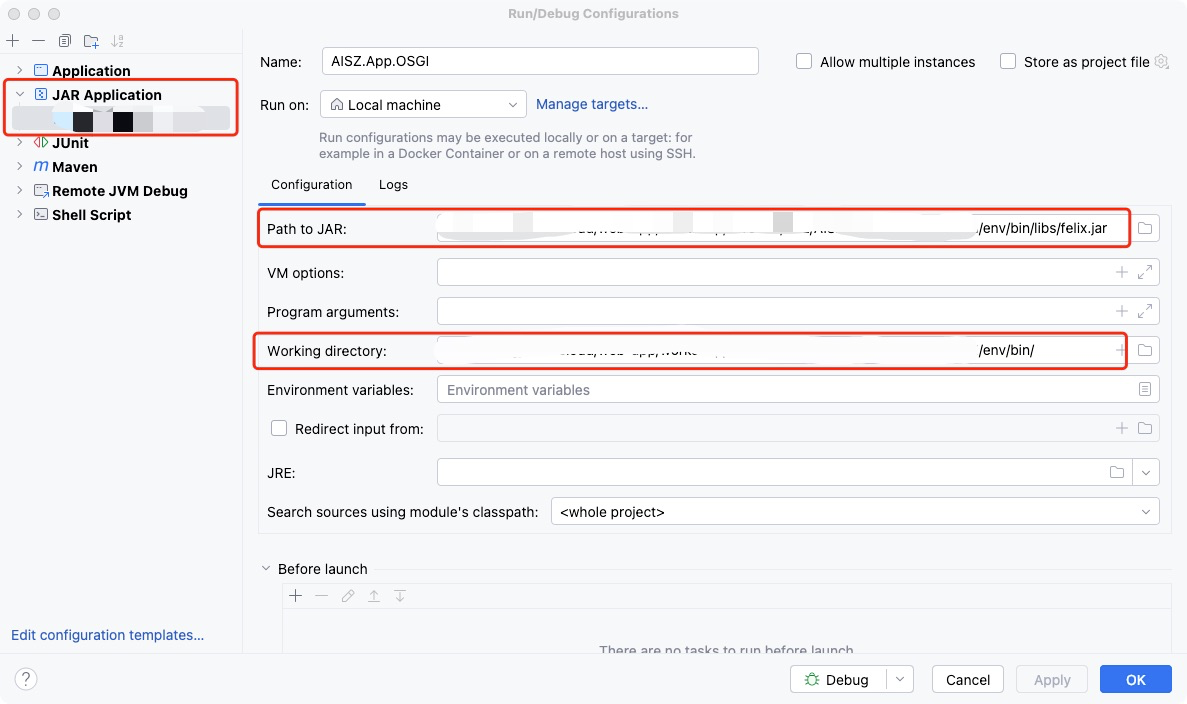 Run/Debug Configurations
Application
JAR Application
JUnit
Maven
Remote JVM Debug
Shell Script
Edit configuration templates...
Name: AISZ.App.OSGI
Allow multiple instances
Store as project file
Run on: Local machine
Manage targets...
Run configurations may be executed locally or on a target: for
example in a Docker Container or on a remote host using SSH.
Configuration Logs
Path to JAR: /env/bin/libs/felix.jar
VM options:
Program arguments:
Working directory: /env/bin/
Environment variables: Environment variables
Redirect input from:
JRE:
Search sources using module's classpath: <whole project>
Before launch
There are no tasks to run before launch
? Debug Cancel Apply OK